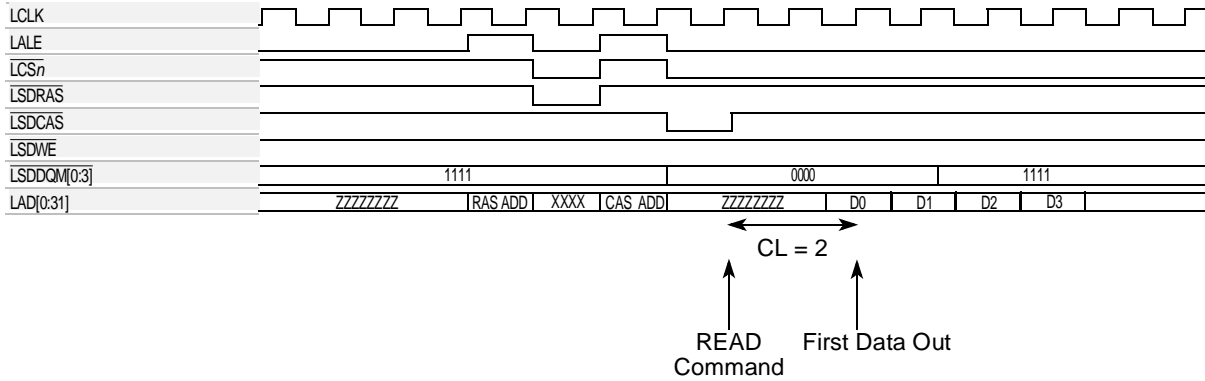 LCLK
LALE
LCSn
LSDRAS
LSDCAS
LSDWE
LSDDQM[0:3] 1111 0000 1111
LAD[0:31] ZZZZZZZZ RAS ADD XXXX CAS ADD ZZZZZZZZ D0 D1 D2 D3
CL = 2
READ First Data Out
Command